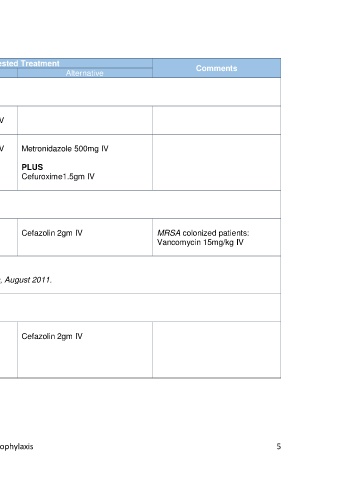 ested Treatment
Alternative
Comments
V
V
Metronidazole 500mg IV
PLUS
Cefuroxime1.5gm IV
Cefazolin 2gm IV
MRSA colonized patients:
Vancomycin 15mg/kg IV
, August 2011.
Cefazolin 2gm IV
ophylaxis
5